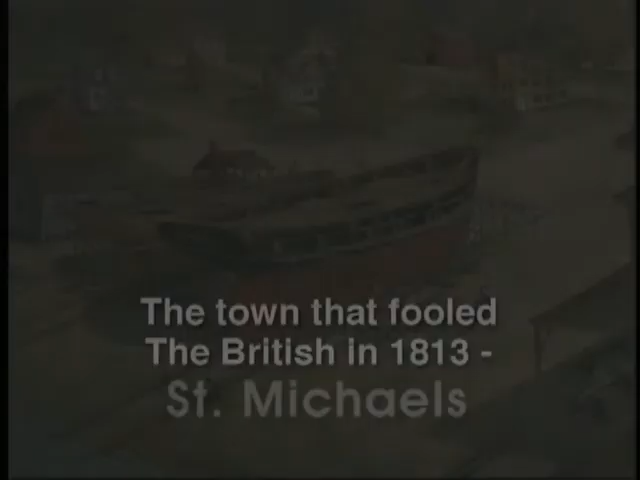 The town that fooled
The British in 1813 -
St. Michaels